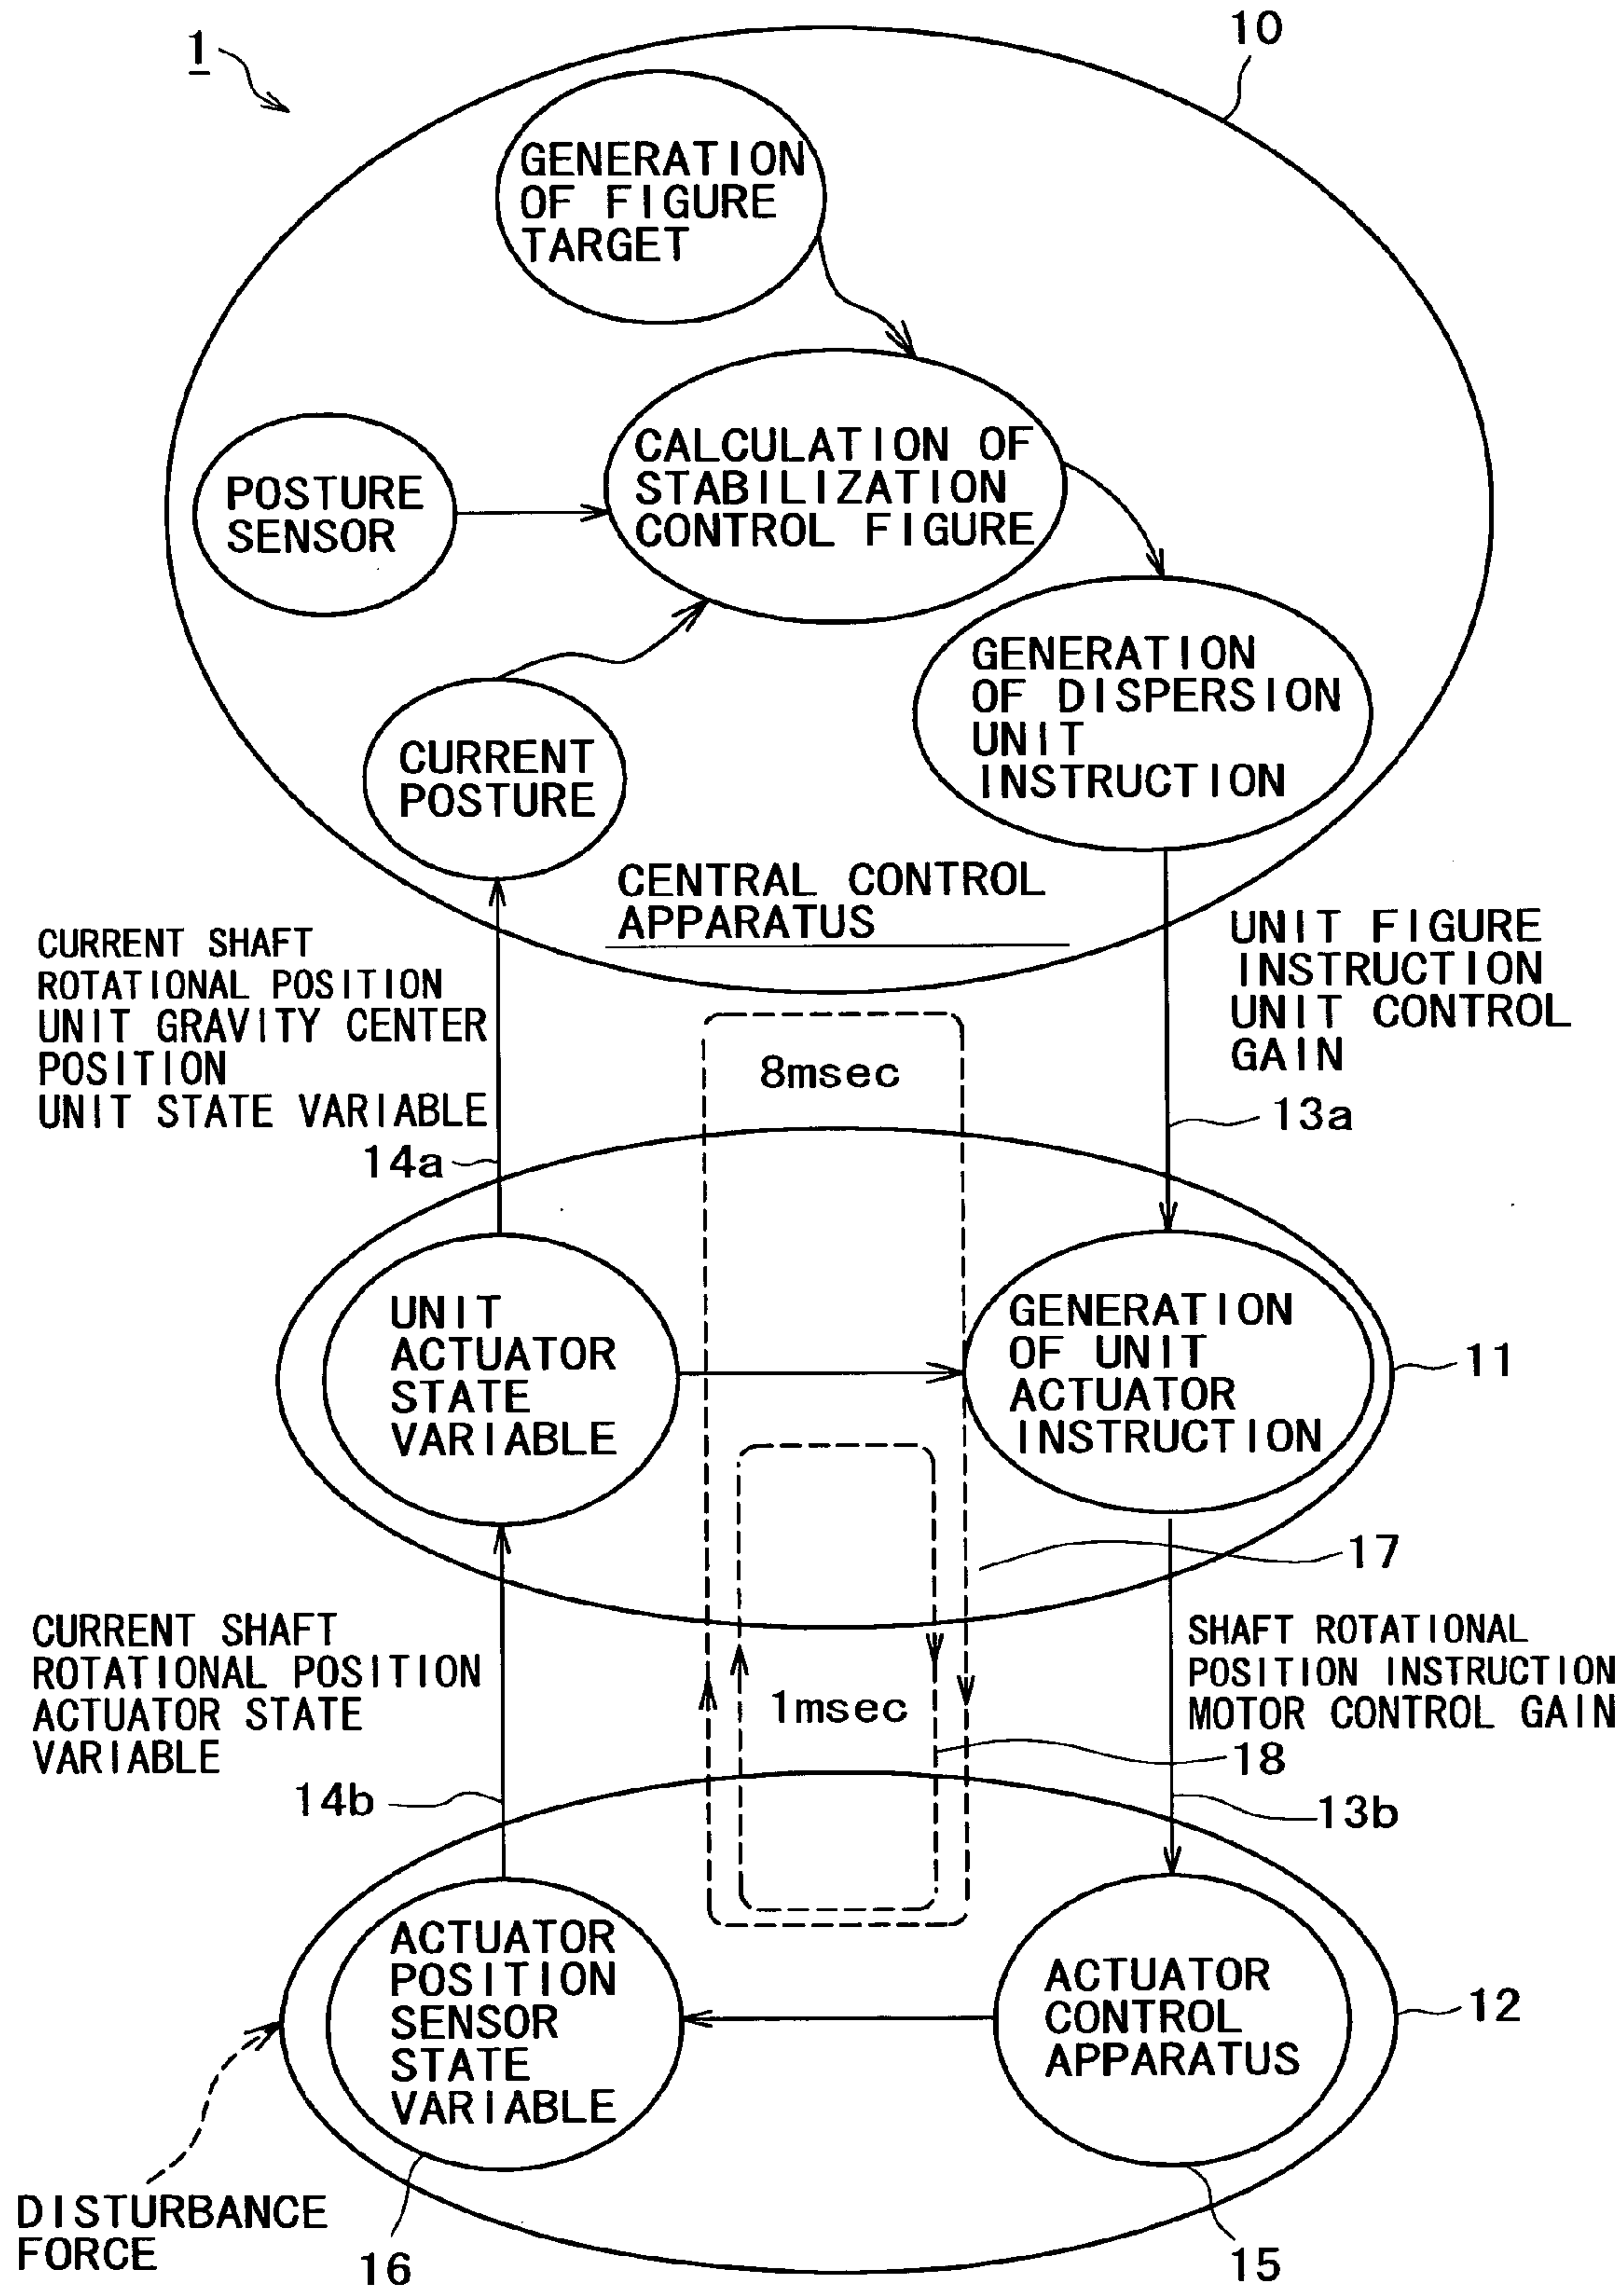 1
10
GENERATION
OF FIGURE
TARGET
CALCULATION OF
STABILIZATION
CONTROL FIGURE
POSTURE
SENSOR
GENERATION
OF DISPERSION
UNIT
INSTRUCTION
CURRENT
POSTURE
CENTRAL CONTROL
APPARATUS
CURRENT SHAFT
ROTATIONAL POSITION
UNIT GRAVITY CENTER
POSITION
UNIT STATE VARIABLE
14a
UNIT FIGURE
INSTRUCTION
UNIT CONTROL
GAIN
13a
8msec
UNIT
ACTUATOR
STATE
VARIABLE
GENERATION
OF UNIT
ACTUATOR
INSTRUCTION
11
17
CURRENT SHAFT
ROTATIONAL POSITION
ACTUATOR STATE
VARIABLE
14b
1msec
SHAFT ROTATIONAL
POSITION INSTRUCTION
MOTOR CONTROL GAIN
18
13b
ACTUATOR
POSITION
SENSOR
STATE
VARIABLE
ACTUATOR
CONTROL
APPARATUS
12
DISTURBANCE
FORCE
16
15